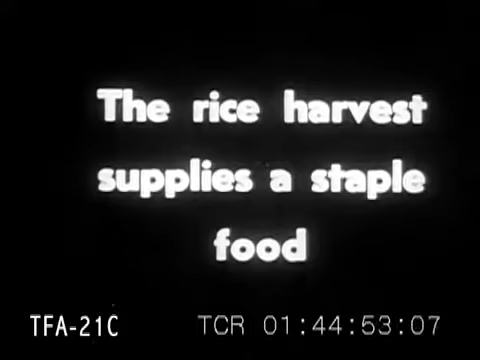 The rice harvest
supplies a staple
food
TFA-21C TCR 01:44:53:07